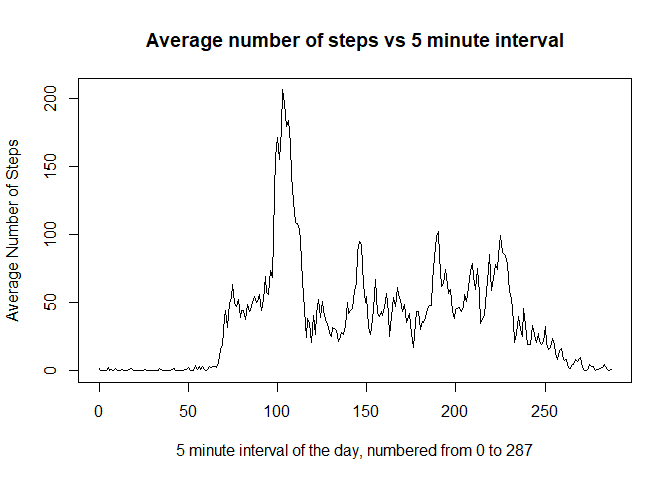 Average number of steps vs 5 minute interval
Average Number of Steps
200
150
100
50
0
0 50 100 150 200 250
5 minute interval of the day, numbered from 0 to 287